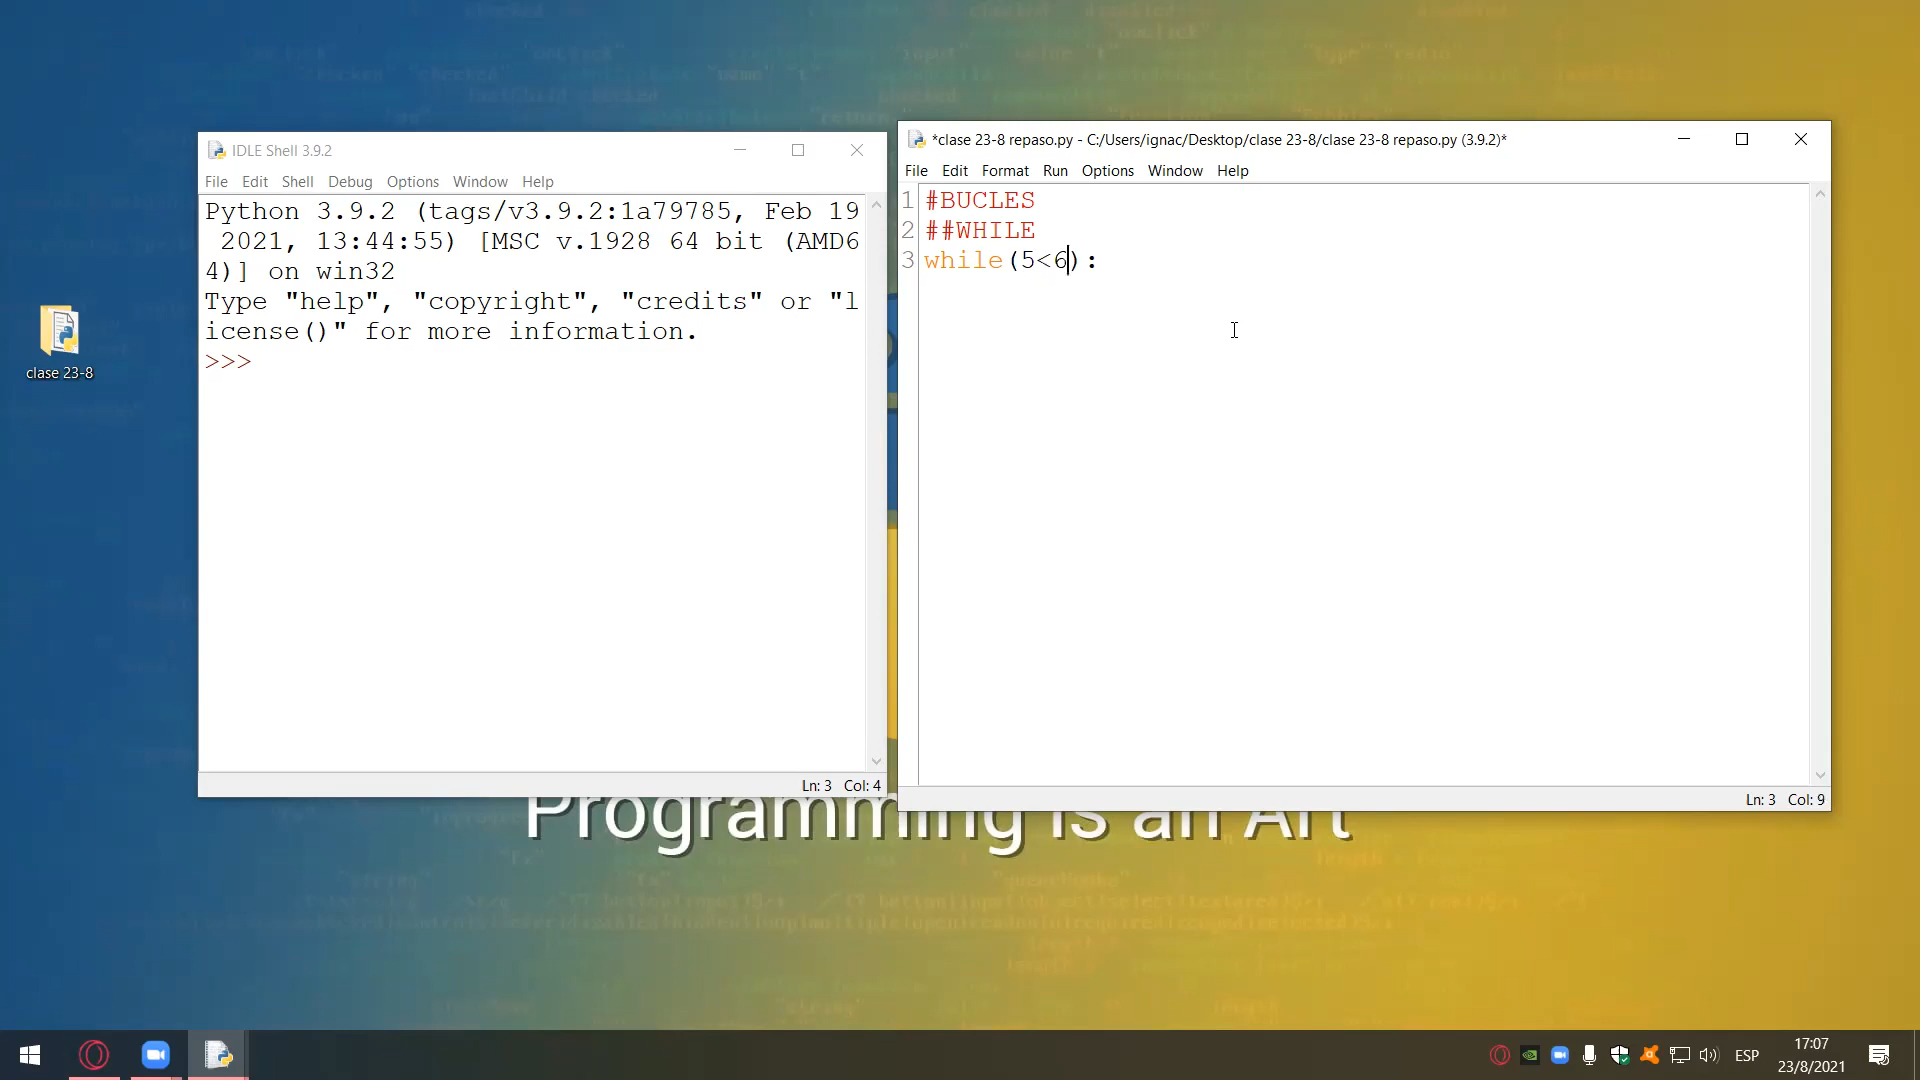 clase 23-8
IDLE Shell 3.9.2
File Edit Shell Debug Options Window Help
Python 3.9.2 (tags/v3.9.2:1a79785, Feb 19
2021, 13:44:55) [MSC v.1928 64 bit (AMD6
4)] on win32
Type "help", "copyright", "credits" or "l
icense()" for more information.
>>>
Ln: 3 Col: 4
*clase 23-8 repaso.py - C:/Users/ignac/Desktop/clase 23-8/clase 23-8 repaso.py (3.9.2)*
File Edit Format Run Options Window Help
1 #BUCLES
2 ##WHILE
3 while(5<6):
Ln: 3 Col: 9
Programming is an Art
ESP
17:07
23/8/2021